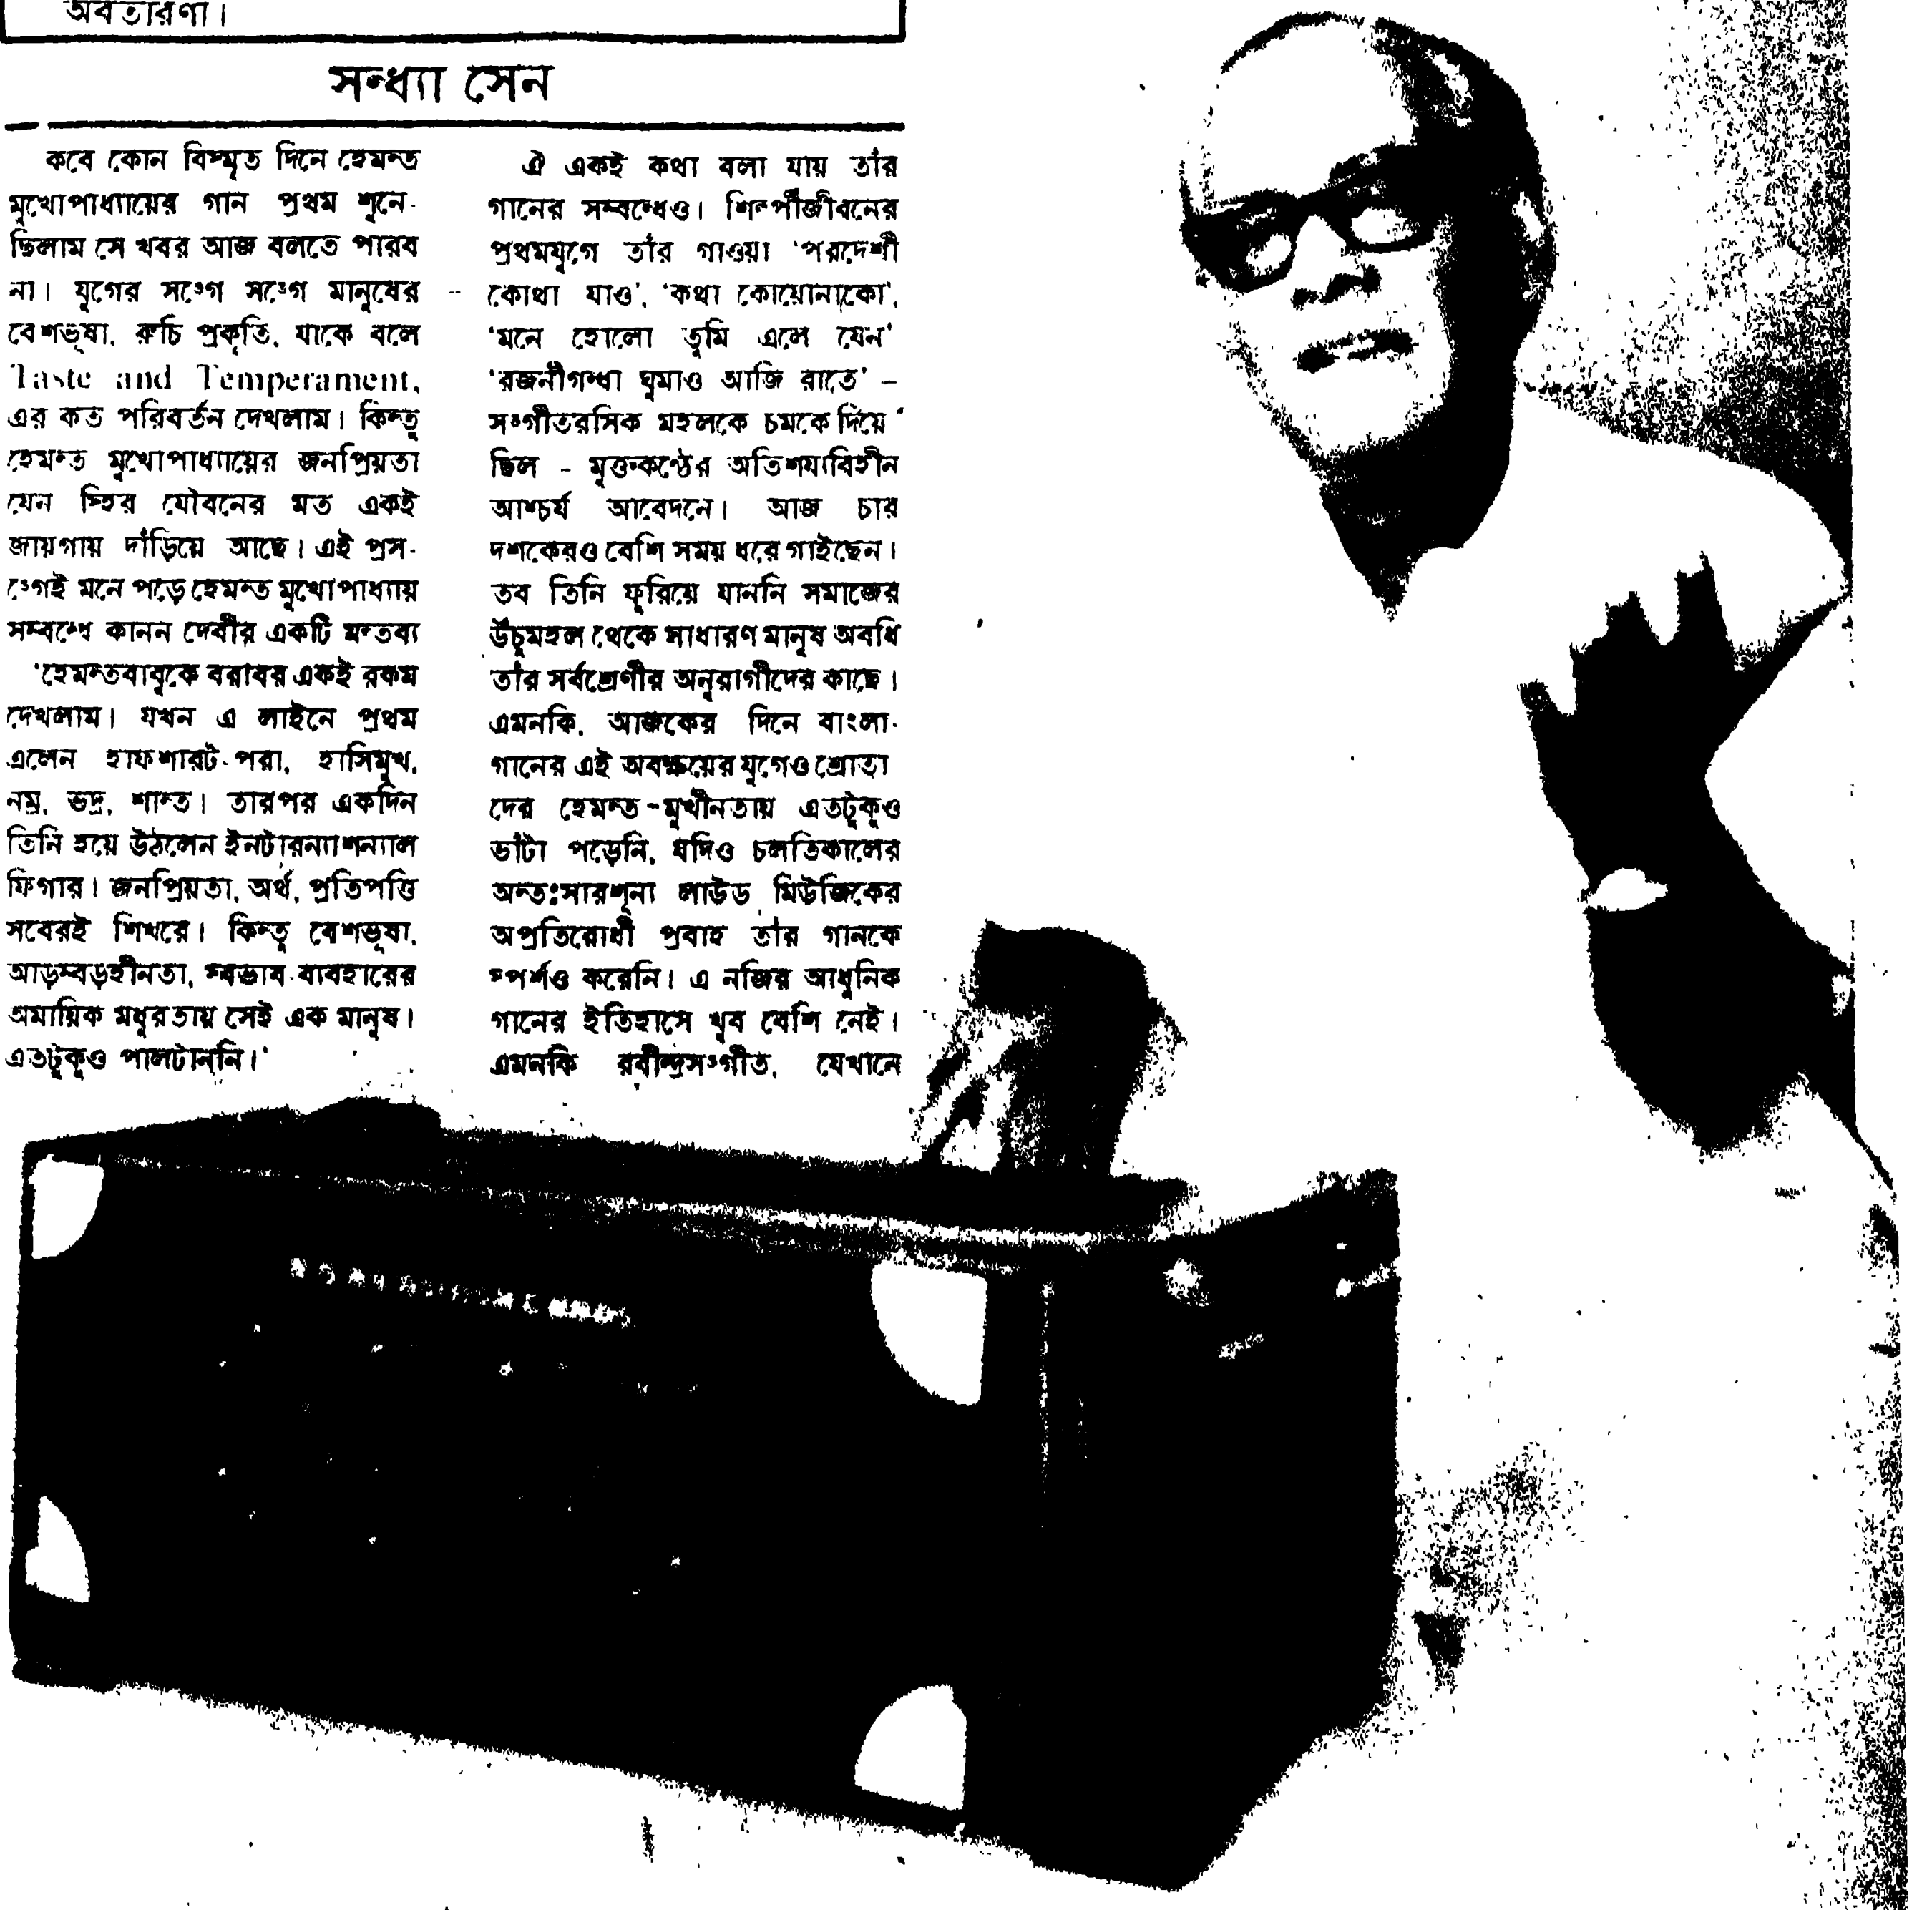 অবতারণা।
সন্ধ্যা সেন
কবে কোন বিস্মৃত দিনে হেমন্ত
মুখোপাধ্যায়ের গান প্রথম শুনে-
ছিলাম সে খবর আজ বলতে পারব
না। যুগের সঙ্গে সঙ্গে মানুষের
বেশভূষা, রুচি প্রকৃতি, যাকে বলে
Taste and Temperament,
এর কত পরিবর্তন দেখলাম। কিন্তু
হেমন্ত মুখোপাধ্যায়ের জনপ্রিয়তা
যেন স্থির যৌবনের মত একই
জায়গায় দাঁড়িয়ে আছে। এই প্রস-
ঙ্গেই মনে পড়ে হেমন্ত মুখোপাধ্যায়
সম্বন্ধে কানন দেবীর একটি মন্তব্য
'হেমন্তবাবুকে বরাবর একই রকম
দেখলাম। যখন এ লাইনে প্রথম
এলেন হাফশারট-পরা, হাসিমুখ,
নম্র, ভদ্র, শান্ত। তারপর একদিন
তিনি হয়ে উঠলেন ইনটারন্যাশন্যাল
ফিগার। জনপ্রিয়তা, অর্থ, প্রতিপত্তি
সবেরই শিখরে। কিন্তু বেশভূষা,
আড়ম্বড়হীনতা, স্বভাব-ব্যবহারের
অমায়িক মধুরতায় সেই এক মানুষ।
এতটুকুও পালটাননি।'
ঐ একই কথা বলা যায় তাঁর
গানের সম্বন্ধেও। শিল্পীজীবনের
প্রথমযুগে তাঁর গাওয়া 'পরদেশী
কোথা যাও', 'কথা কোয়োনাকো',
'মনে হোলো তুমি এলে যেন'
'রজনীগন্ধা ঘুমাও আজি রাতে' –
সঙ্গীতরসিক মহলকে চমকে দিয়ে
ছিল – মুক্তকণ্ঠের অতিশয্যবিহীন
আশ্চর্য আবেদনে। আজ চার
দশকেরও বেশি সময় ধরে গাইছেন।
তব তিনি ফুরিয়ে যাননি সমাজের
উঁচুমহল থেকে সাধারণ মানুষ অবধি
তাঁর সর্বশ্রেণীর অনুরাগীদের কাছে।
এমনকি, আজকের দিনে বাংলা-
গানের এই অবক্ষয়ের যুগেও শ্রোতা
দের হেমন্ত-মুখীনতায় এতটুকুও
ভাঁটা পড়েনি, যদিও চলতিকালের
অন্তঃসারশূন্য লাউড মিউজিকের
অপ্রতিরোধী প্রবাহ তাঁর গানকে
স্পর্শও করেনি। এ নজির আধুনিক
গানের ইতিহাসে খুব বেশি নেই।
এমনকি রবীন্দ্রসঙ্গীত, যেখানে